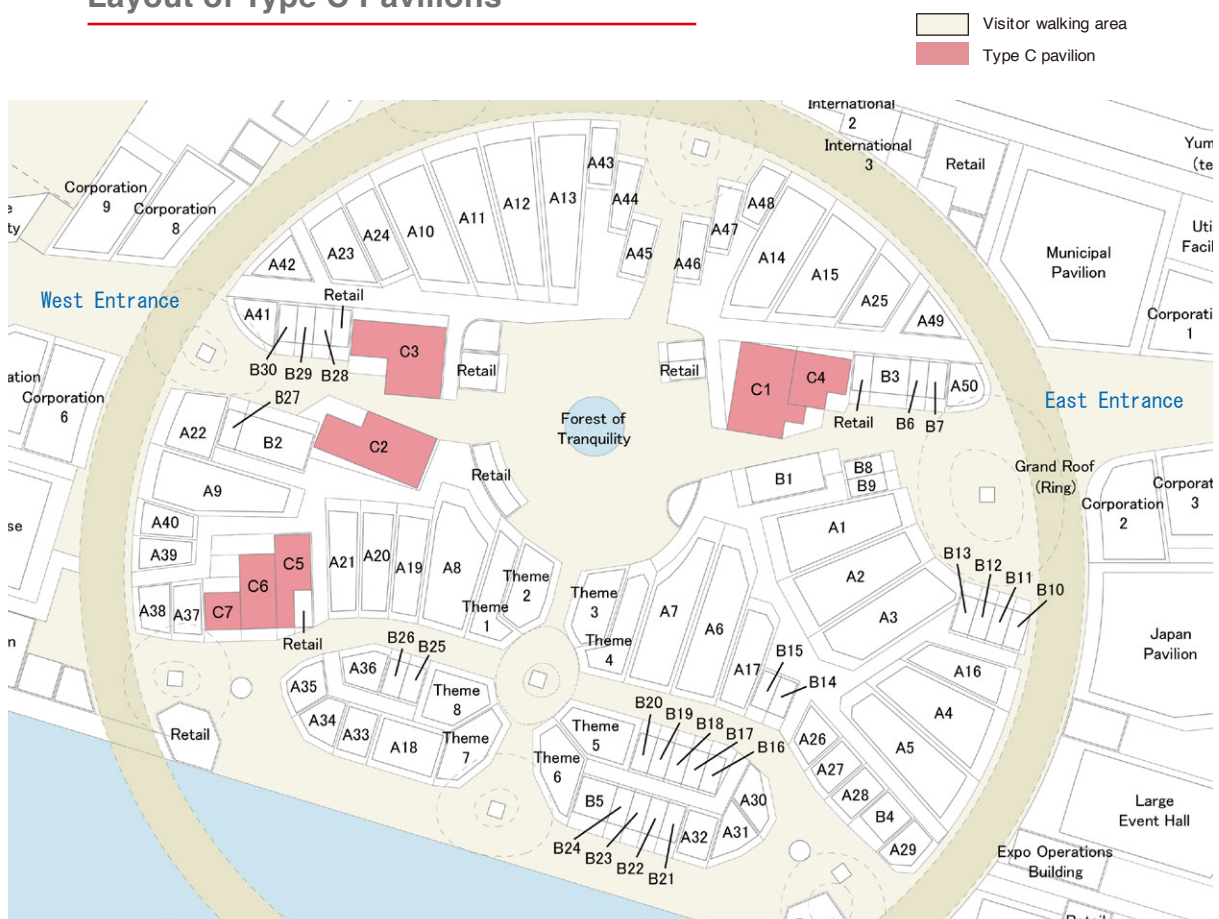 Layout of Type C Pavilions
Visitor walking area
Type C pavilion
International
2
International
3
Retail
Municipal
Pavilion
Corporation
9
Corporation
8
West Entrance
A42
A23
A24
A10
A11
A12
A13
A43
A44
A45
A46
A47
A48
A14
A15
A25
A49
Retail
A41
B30
B29
B28
C3
Retail
Retail
C1
C4
Retail
B3
B6
B7
A50
East Entrance
Corporation
6
A22
B27
B2
C2
Forest of
Tranquility
Retail
B1
B8
B9
Grand Roof
(Ring)
Corporation
2
3
1
A9
A40
A39
A38
A37
C7
C6
C5
Retail
A21
A20
A19
A8
Theme
1
Theme
2
Theme
3
Theme
4
A7
A6
A17
B15
B14
A1
A2
A3
B13
B12
B11
B10
A16
A4
A5
Japan
Pavilion
A36
B26
B25
Theme
8
A35
A34
A33
A18
Theme
7
Retail
Theme
5
Theme
6
B20
B19
B18
B17
B16
B5
B24
B23
B22
B21
A32
A31
A30
A26
A27
A28
B4
A29
Large
Event Hall
Expo Operations
Building
Retail